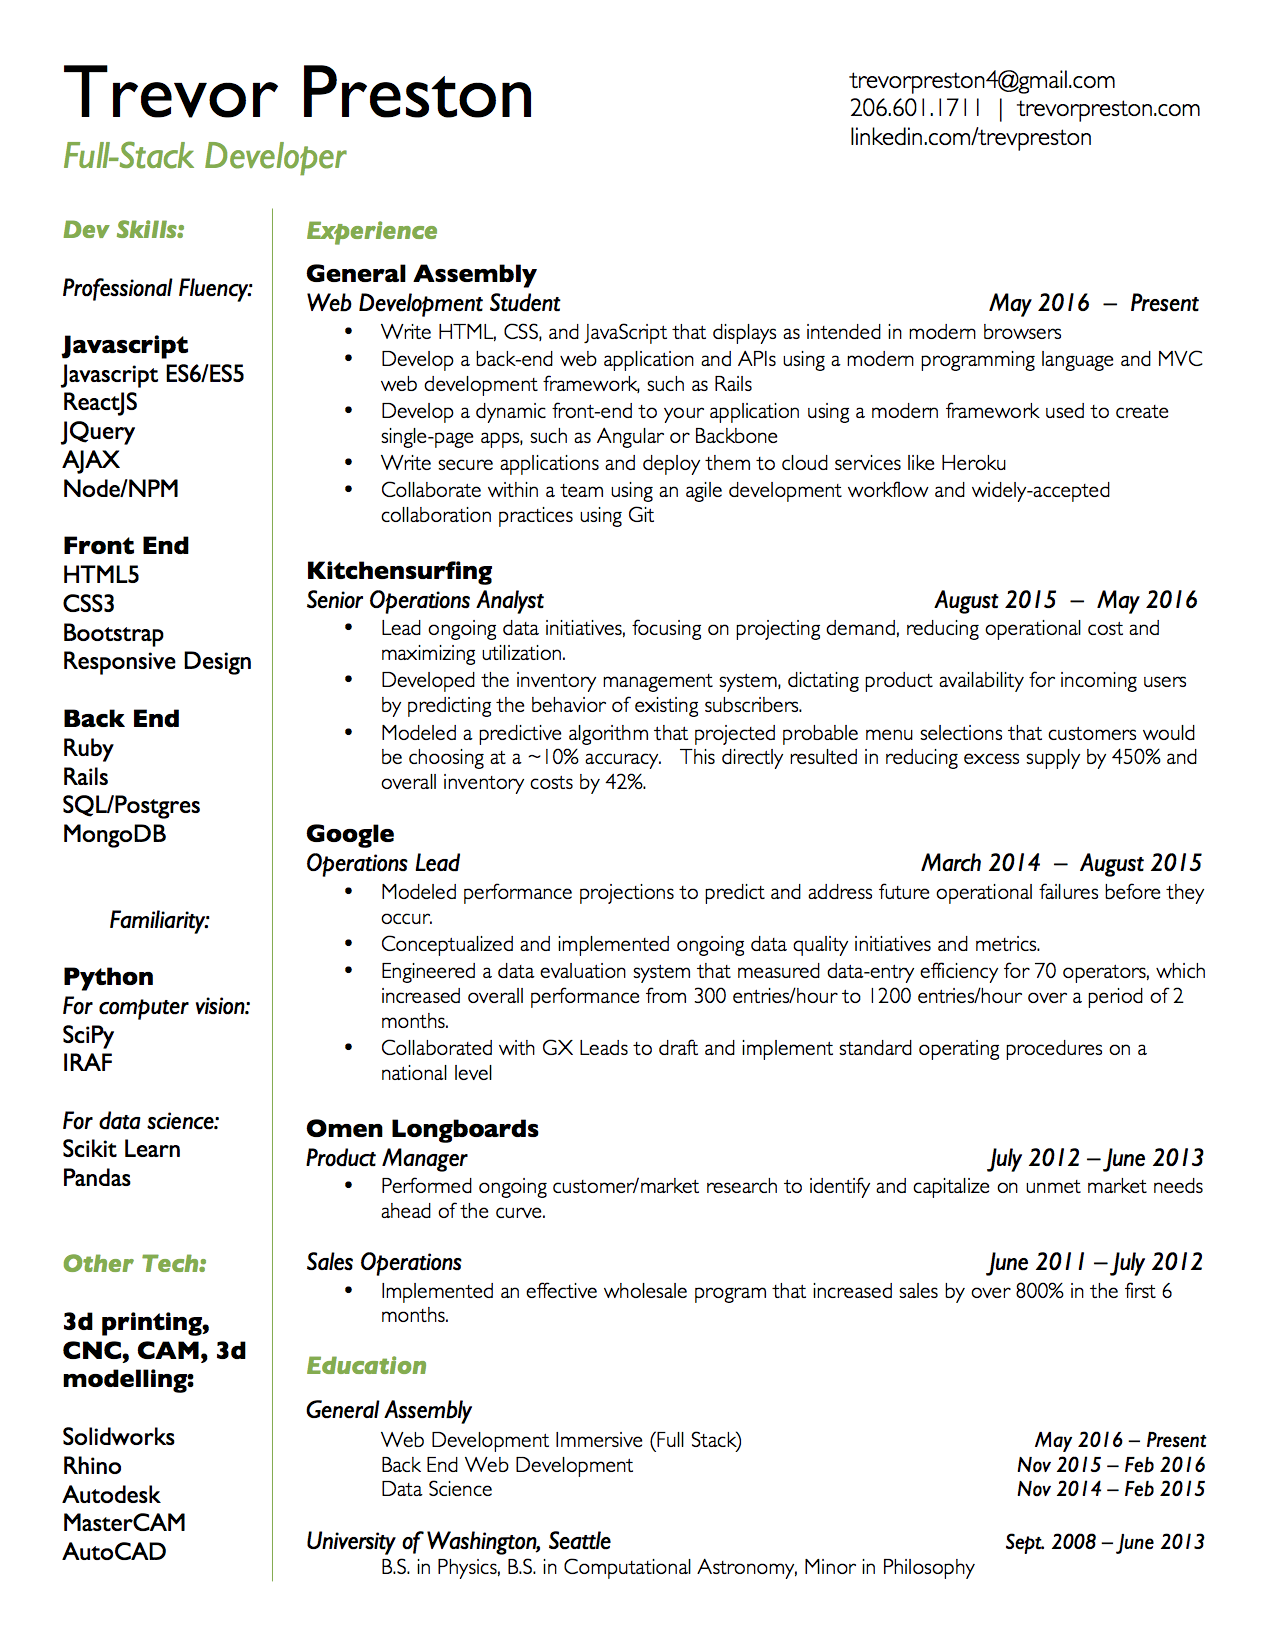 Trevor Preston
Full-Stack Developer
trevorpreston4@gmail.com
206.601.1711 | trevorpreston.com
linkedin.com/trevpreston
Dev Skills:
Professional Fluency:
Javascript
Javascript ES6/ES5
ReactJS
JQuery
AJAX
Node/NPM
Front End
HTML5
CSS3
Bootstrap
Responsive Design
Back End
Ruby
Rails
SQL/Postgres
MongoDB
Familiarity:
Python
For computer vision:
SciPy
IRAF
For data science:
Scikit Learn
Pandas
Other Tech:
3d printing,
CNC, CAM, 3d
modelling:
Solidworks
Rhino
Autodesk
MasterCAM
AutoCAD
Experience
General Assembly
Web Development Student May 2016 – Present
• Write HTML, CSS, and JavaScript that displays as intended in modern browsers
• Develop a back-end web application and APIs using a modern programming language and MVC
web development framework, such as Rails
• Develop a dynamic front-end to your application using a modern framework used to create
single-page apps, such as Angular or Backbone
• Write secure applications and deploy them to cloud services like Heroku
• Collaborate within a team using an agile development workflow and widely-accepted
collaboration practices using Git
Kitchensurfing
Senior Operations Analyst August 2015 – May 2016
• Lead ongoing data initiatives, focusing on projecting demand, reducing operational cost and
maximizing utilization.
• Developed the inventory management system, dictating product availability for incoming users
by predicting the behavior of existing subscribers.
• Modeled a predictive algorithm that projected probable menu selections that customers would
be choosing at a ~10% accuracy. This directly resulted in reducing excess supply by 450% and
overall inventory costs by 42%.
Google
Operations Lead March 2014 – August 2015
• Modeled performance projections to predict and address future operational failures before they
occur.
• Conceptualized and implemented ongoing data quality initiatives and metrics.
• Engineered a data evaluation system that measured data-entry efficiency for 70 operators, which
increased overall performance from 300 entries/hour to 1200 entries/hour over a period of 2
months.
• Collaborated with GX Leads to draft and implement standard operating procedures on a
national level
Omen Longboards
Product Manager July 2012 – June 2013
• Performed ongoing customer/market research to identify and capitalize on unmet market needs
ahead of the curve.
Sales Operations June 2011 – July 2012
• Implemented an effective wholesale program that increased sales by over 800% in the first 6
months.
Education
General Assembly
Web Development Immersive (Full Stack) May 2016 – Present
Back End Web Development Nov 2015 – Feb 2016
Data Science Nov 2014 – Feb 2015
University of Washington, Seattle Sept. 2008 – June 2013
B.S. in Physics, B.S. in Computational Astronomy, Minor in Philosophy